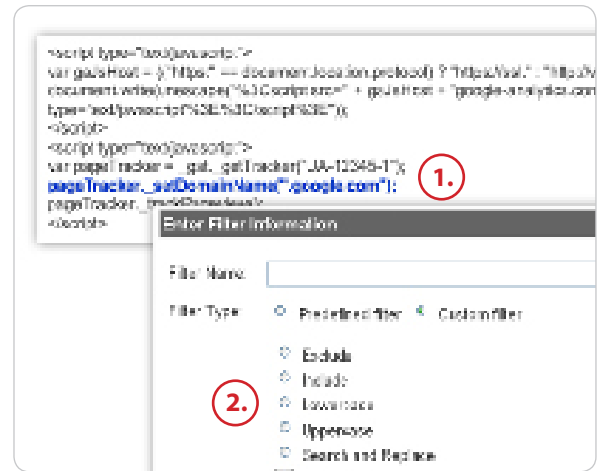 <script type="text/javascript">
var gaJsHost = (("https:" == document.location.protocol) ? "https://ssl." : "http://w
document.write(unescape("%3Cscript src='" + gaJsHost + "google-analytics.com
type='text/javascript'%3E%3C/script%3E"));
</script>
<script type="text/javascript">
var pageTracker = _gat._getTracker("UA-12345-1");
pageTracker._setDomainName(".google.com");
pageTracker._trackPageview();
</script>
1.
Enter Filter Information
Filter Name:
Filter Type: Predefined filter Custom filter
Exclude
Include
Lowercase
Uppercase
Search and Replace
2.